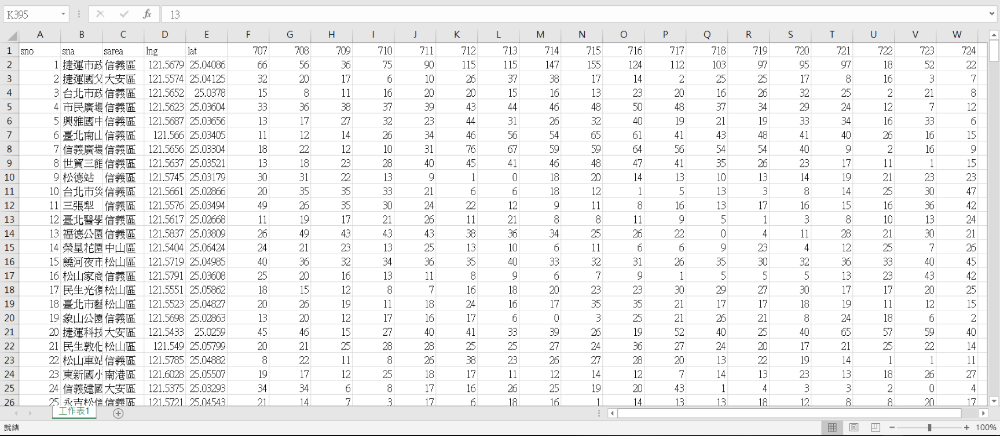 K395 fx 13
A B C D E F G H I J K L M N O P Q R S T U V W
1 sno sna sarea lng lat 707 708 709 710 711 712 713 714 715 716 717 718 719 720 721 722 723 724
2 1 捷運市政 信義區 121.5679 25.04086 66 56 36 75 90 115 115 147 155 124 112 103 97 95 97 18 52 22
3 2 捷運國父 大安區 121.5574 25.04125 32 20 17 6 10 26 37 38 17 14 2 25 25 17 8 16 3 7
4 3 台北市政 信義區 121.5652 25.0378 15 8 11 16 20 20 15 16 13 23 20 16 26 32 25 2 21 8
5 4 市民廣場 信義區 121.5623 25.03604 33 36 38 37 39 43 44 46 48 50 48 37 34 29 24 12 7 12
6 5 興雅國中 信義區 121.5687 25.03656 13 17 27 32 23 44 31 26 32 40 19 21 19 33 34 16 33 6
7 6 臺北南山 信義區 121.566 25.03405 11 12 14 26 34 46 56 54 65 61 41 43 48 41 40 26 16 15
8 7 信義廣場 信義區 121.5656 25.03304 18 22 12 10 31 76 67 59 59 64 56 54 54 40 9 2 16 9
9 8 世貿三館 信義區 121.5637 25.03521 13 18 23 28 40 45 41 46 48 47 41 35 26 23 17 11 1 15
10 9 松德站 信義區 121.5745 25.03179 30 31 22 13 9 1 0 18 20 14 13 10 13 14 19 21 23 23
11 10 台北市災 信義區 121.5661 25.02866 20 35 35 33 21 6 6 18 12 1 5 13 3 8 14 25 30 47
12 11 三張犁 信義區 121.5576 25.03494 49 26 35 30 24 22 12 9 11 8 16 13 17 16 15 16 36 42
13 12 臺北醫學 信義區 121.5617 25.02668 11 19 17 21 26 11 21 8 8 11 9 5 1 3 8 10 13 24
14 13 福德公園 信義區 121.5837 25.03809 26 49 43 43 43 38 36 34 25 26 22 0 4 11 28 21 30 21
15 14 榮星花園 中山區 121.5404 25.06424 24 21 23 13 25 13 10 6 11 6 6 9 23 4 12 25 7 26
16 15 饒河夜市 松山區 121.5719 25.04985 40 36 32 34 36 35 40 33 32 31 26 35 30 32 36 33 40 45
17 16 松山家商 信義區 121.5791 25.03608 25 20 16 13 11 8 9 6 7 9 1 5 5 5 13 23 43 42
18 17 民生光復 松山區 121.5551 25.05862 18 15 12 8 7 16 18 20 23 23 30 29 27 30 17 17 20 25
19 18 臺北市藝 松山區 121.5523 25.04827 20 26 19 11 18 24 16 17 35 35 21 17 17 18 19 11 12 15
20 19 象山公園 信義區 121.5698 25.02863 13 20 12 17 16 17 6 0 3 25 21 26 21 8 24 18 6 2
21 20 捷運科技 大安區 121.5433 25.0259 45 46 15 27 40 41 33 39 26 19 52 40 25 40 65 57 59 40
22 21 民生敦化 松山區 121.549 25.05799 20 21 25 28 28 25 25 27 24 36 27 24 20 17 21 25 22 14
23 22 松山車站 信義區 121.5785 25.04882 8 22 11 8 26 38 23 26 27 28 20 13 22 19 14 1 1 11
24 23 東新國小 南港區 121.6028 25.05507 19 17 12 25 18 17 11 12 14 12 7 14 13 23 13 18 26 27
25 24 信義建國 大安區 121.5375 25.03293 34 34 6 8 17 16 26 25 19 20 43 1 4 3 3 2 0 4
26 25 永吉松信 信義區 121.5721 25.04543 21 14 7 3 17 6 18 16 1 14 13 13 18 12 8 8 20 17
工作表1
就緒 100%